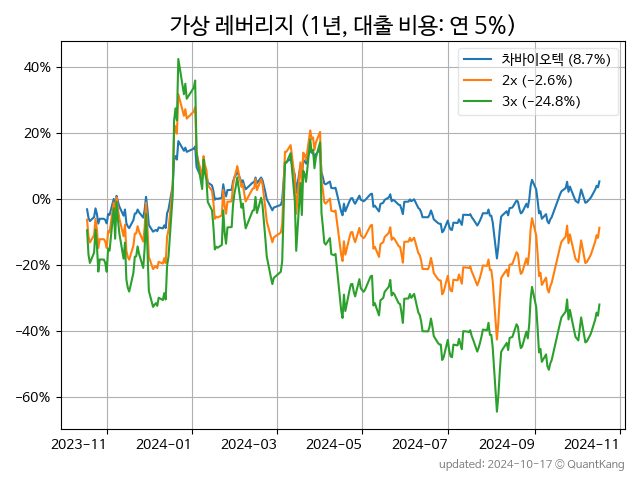 가상 레버리지 (1년, 대출 비용: 연 5%)
차바이오텍 (8.7%)
2x (−2.6%)
3x (−24.8%)
40%
20%
0%
−20%
−40%
−60%
2023-11 2024-01 2024-03 2024-05 2024-07 2024-09 2024-11
updated: 2024-10-17 © QuantKang